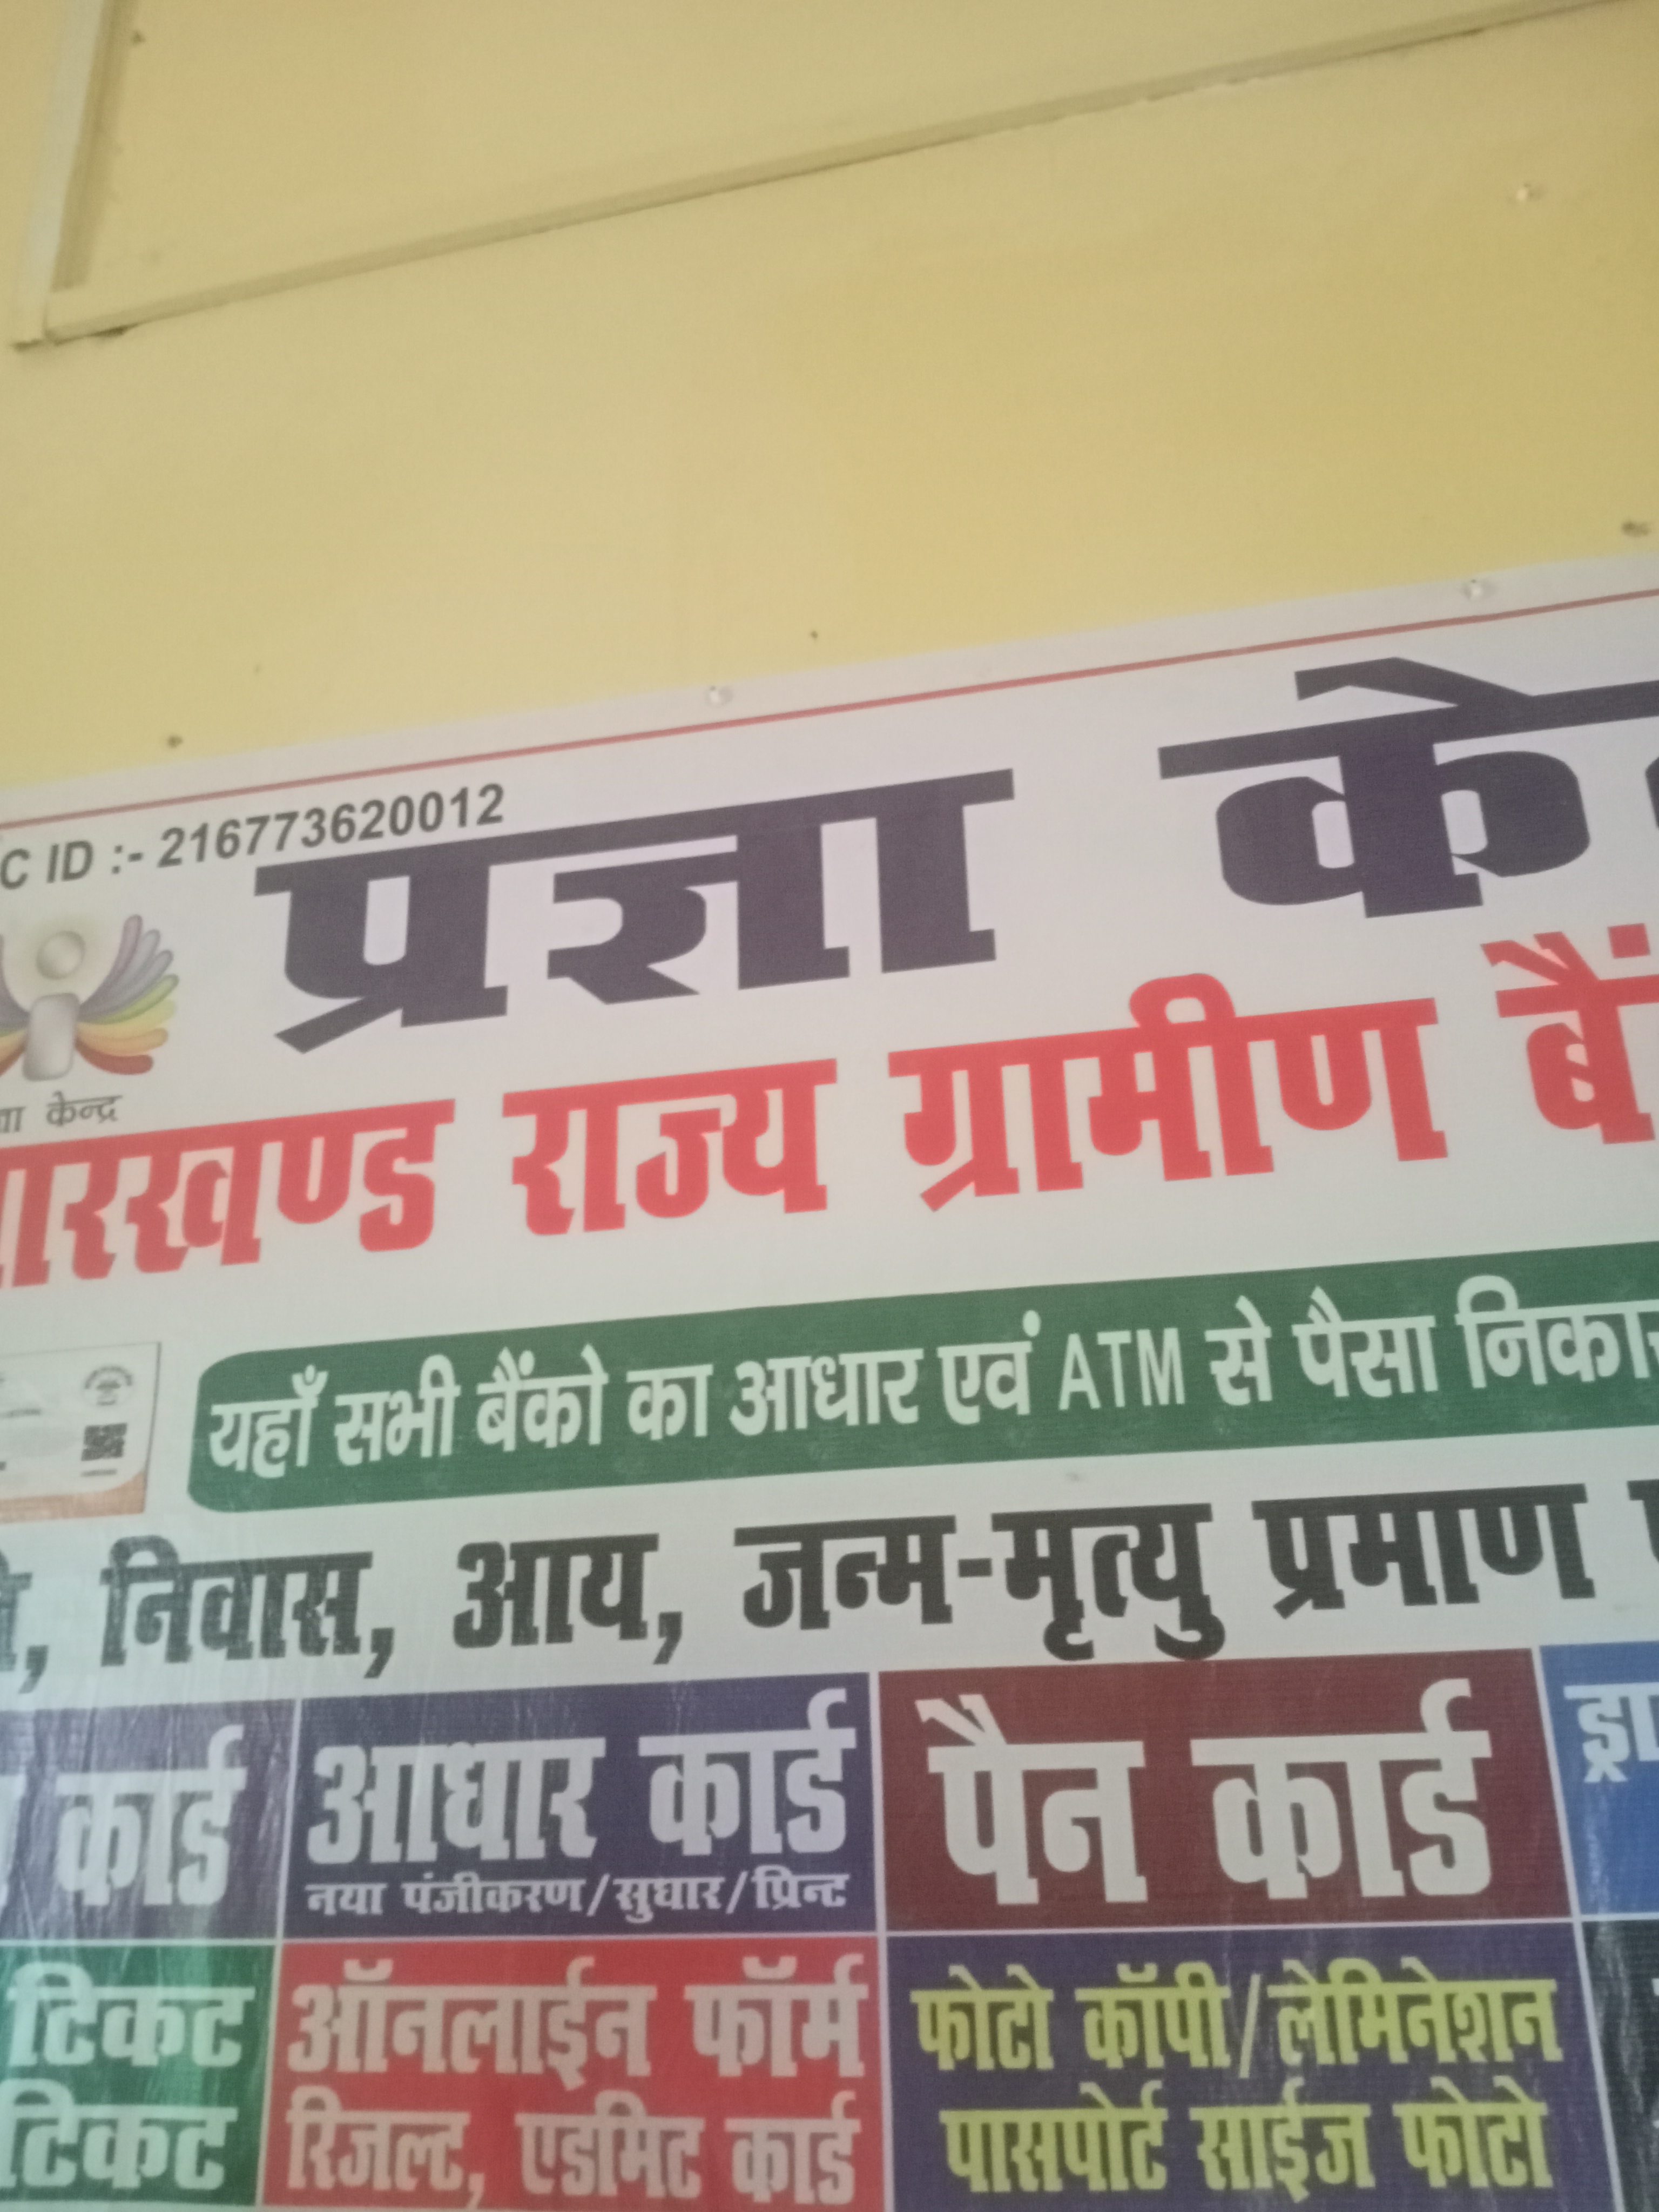 C ID :- 216773620012
प्रज्ञा के
केन्द्र
ारखण्ड राज्य ग्रामीण बैं
यहाँ सभी बैंको का आधार एवं ATM से पैसा निका
, निवास, आय, जन्म-मृत्यु प्रमाण
कार्ड
आधार कार्ड
नया पंजीकरण/सुधार/प्रिन्ट
पैन कार्ड
ड्रा
टिकट
टिकट
ऑनलाईन फॉर्म
रिजल्ट, एडमिट कार्ड
फोटो कॉपी/लेमिनेशन
पासपोर्ट साईज फोटो